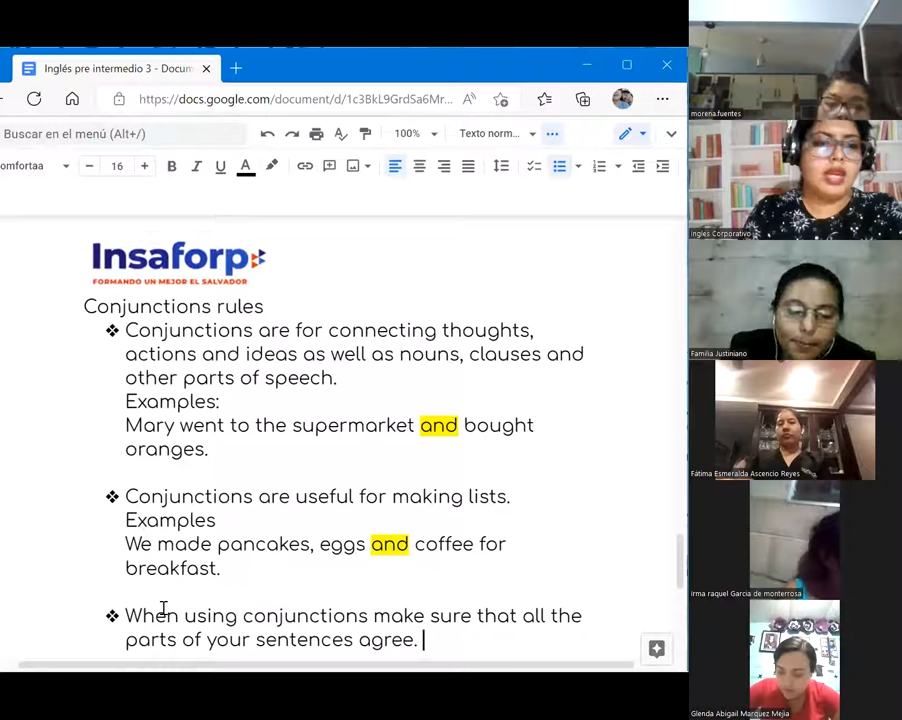 Inglés pre intermedio 3 - Docum
https://docs.google.com/document/d/1c3BkL9GrdSa6Mr...
Buscar en el menú (Alt+/)
100%
Texto norm...
omfortaa
16
Insaforp
FORMANDO UN MEJOR EL SALVADOR
Conjunctions rules
❖ Conjunctions are for connecting thoughts,
actions and ideas as well as nouns, clauses and
other parts of speech.
Examples:
Mary went to the supermarket and bought
oranges.
❖ Conjunctions are useful for making lists.
Examples
We made pancakes, eggs and coffee for
breakfast.
❖ When using conjunctions make sure that all the
parts of your sentences agree.
morena.fuentes
Ingles Corporativo
Familia Justiniano
Fátima Esmeralda Ascencio Reyes
Irma raquel Garcia de monterrosa
Glenda Abigail Marquez Mejia